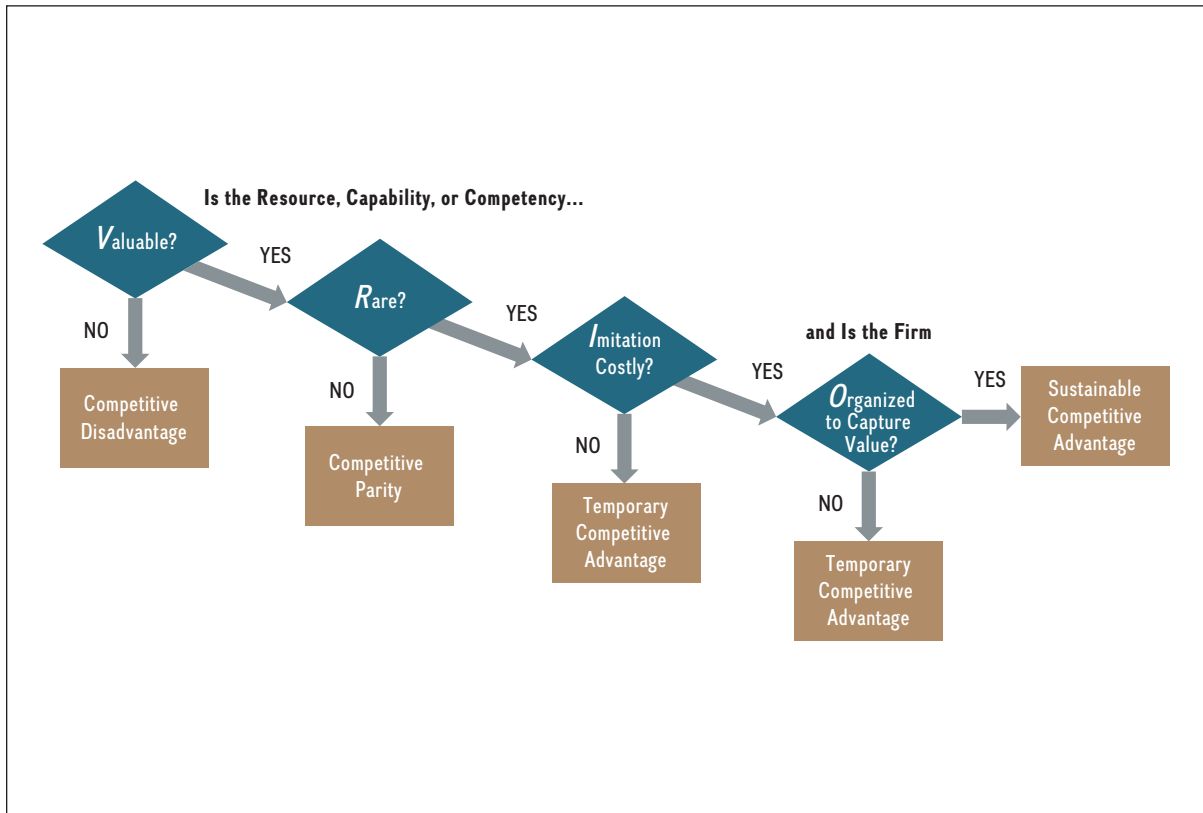 Is the Resource, Capability, or Competency...
Valuable?
YES
NO
Competitive
Disadvantage
Rare?
YES
NO
Competitive
Parity
Imitation
Costly?
YES
NO
Temporary
Competitive
Advantage
and Is the Firm
Organized
to Capture
Value?
YES
Sustainable
Competitive
Advantage
NO
Temporary
Competitive
Advantage